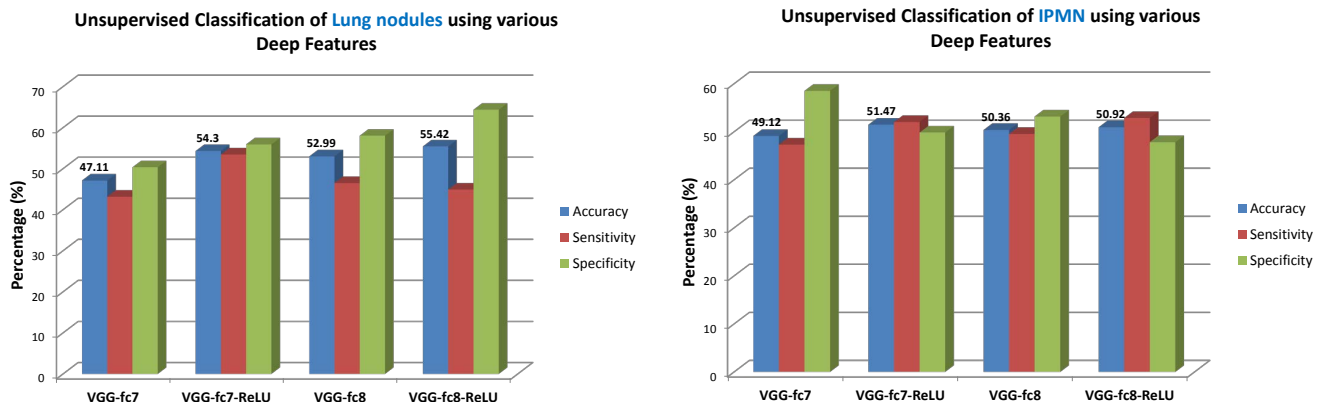 Unsupervised Classification of Lung nodules using various
Deep Features
Percentage (%)
70
60
50
40
30
20
10
0
47.11
54.3
52.99
55.42
VGG-fc7
VGG-fc7-ReLU
VGG-fc8
VGG-fc8-ReLU
Accuracy
Sensitivity
Specificity
Unsupervised Classification of IPMN using various
Deep Features
Percentage (%)
60
50
40
30
20
10
0
49.12
51.47
50.36
50.92
VGG-fc7
VGG-fc7-ReLU
VGG-fc8
VGG-fc8-ReLU
Accuracy
Sensitivity
Specificity